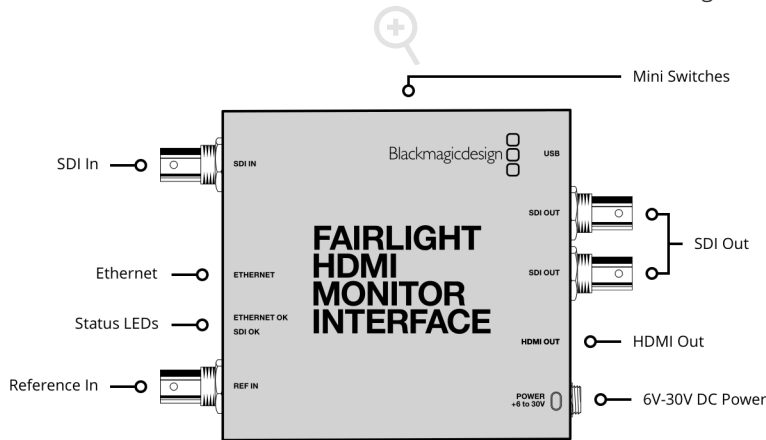 Mini Switches
SDI In
SDI IN
Blackmagicdesign
USB
SDI OUT
SDI Out
FAIRLIGHT
HDMI
MONITOR
INTERFACE
Ethernet
ETHERNET
SDI OUT
Status LEDs
ETHERNET OK
SDI OK
HDMI OUT
HDMI Out
Reference In
REF IN
POWER
+6 to 30V
6V-30V DC Power